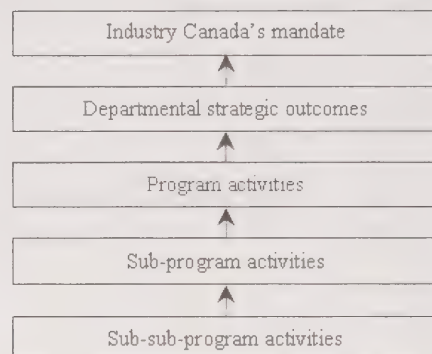 Industry Canada's mandate
Departmental strategic outcomes
Program activities
Sub-program activities
Sub-sub-program activities